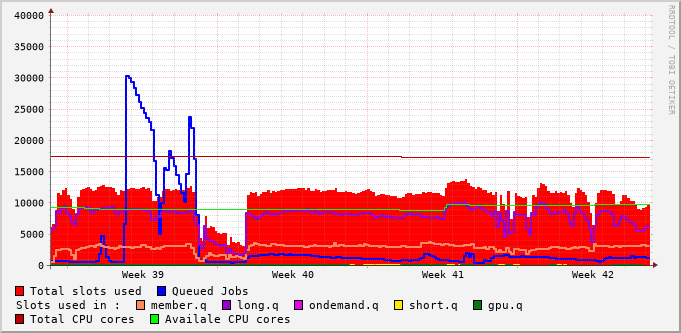 40000
35000
30000
25000
20000
15000
10000
5000
0
Week 39 Week 40 Week 41 Week 42
RRDTOOL / TOBI OETIKER
Total slots used Queued Jobs
Slots used in : member.q long.q ondemand.q short.q gpu.q
Total CPU cores Availale CPU cores